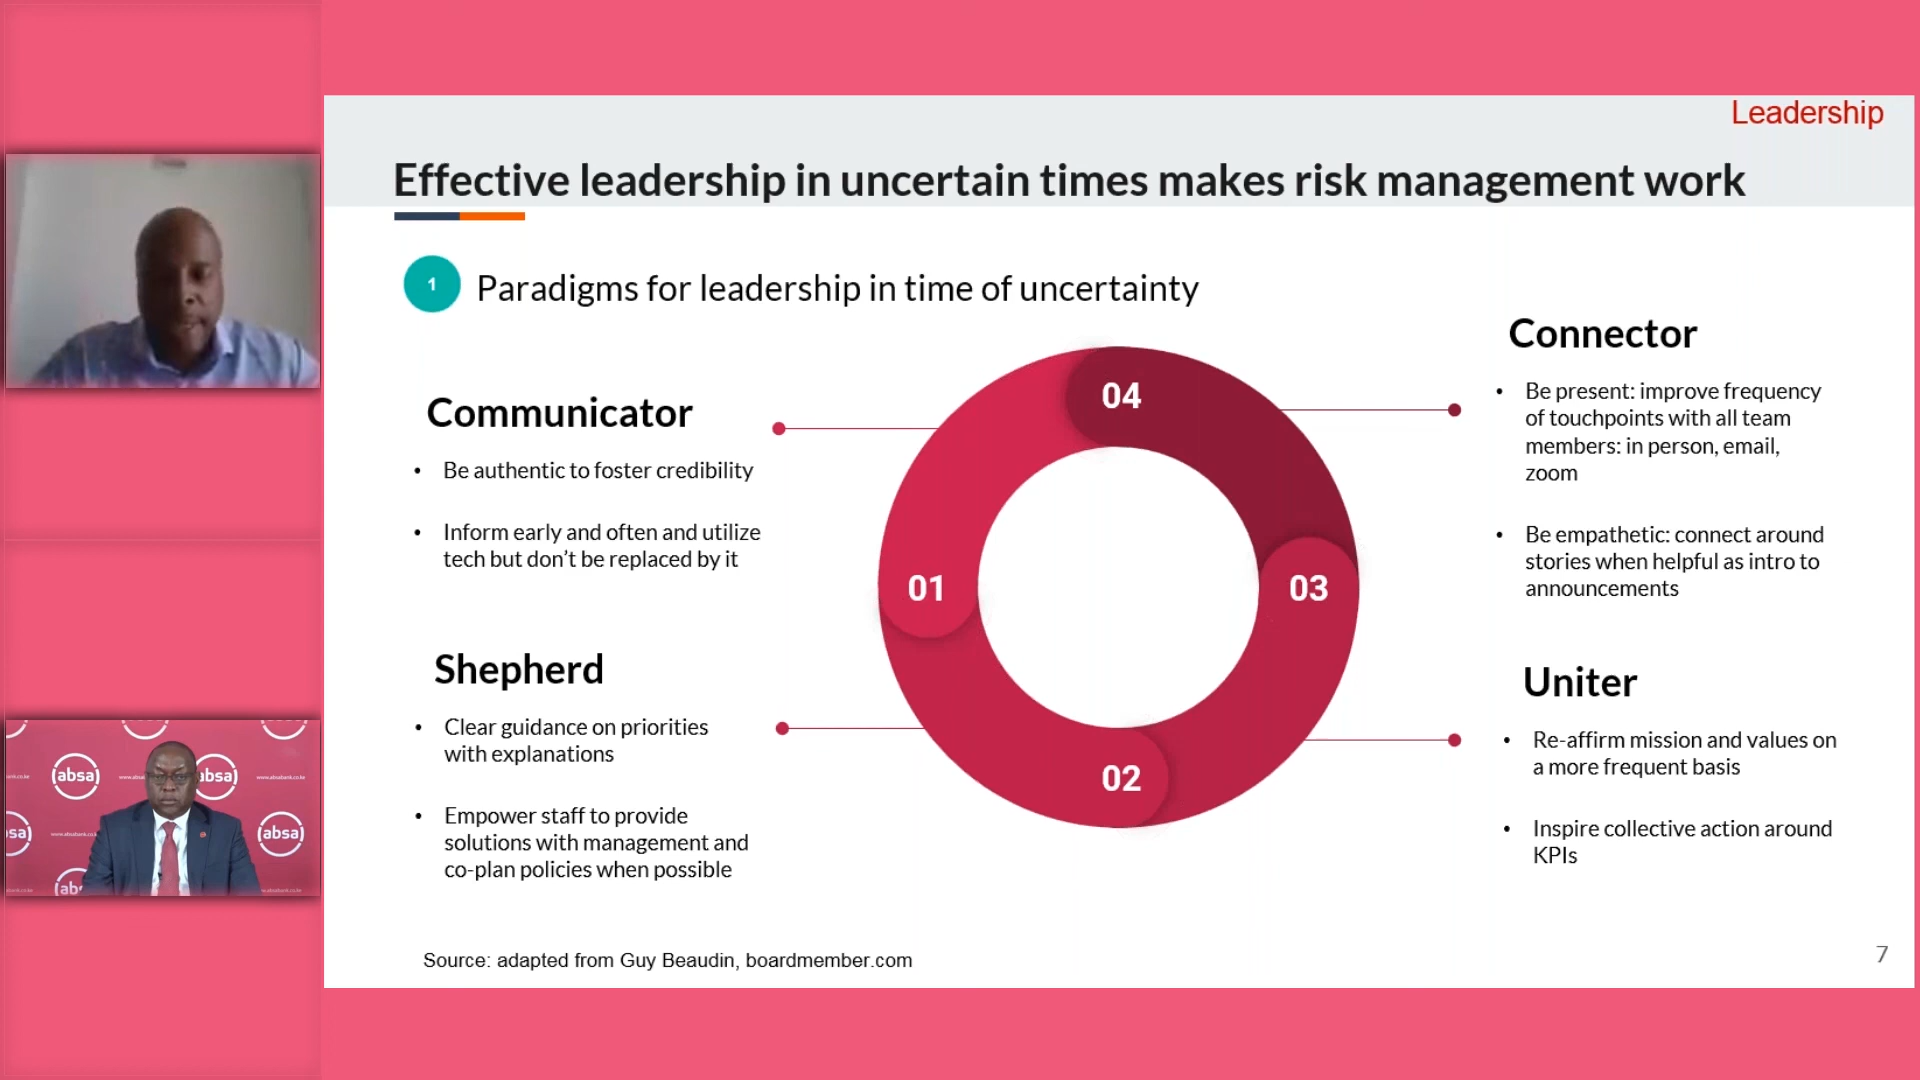 Leadership
Effective leadership in uncertain times makes risk management work
1
Paradigms for leadership in time of uncertainty
Communicator
• Be authentic to foster credibility
• Inform early and often and utilize
tech but don’t be replaced by it
Shepherd
• Clear guidance on priorities
with explanations
• Empower staff to provide
solutions with management and
co-plan policies when possible
04
01
03
02
Connector
• Be present: improve frequency
of touchpoints with all team
members: in person, email,
zoom
• Be empathetic: connect around
stories when helpful as intro to
announcements
Uniter
• Re-affirm mission and values on
a more frequent basis
• Inspire collective action around
KPIs
Source: adapted from Guy Beaudin, boardmember.com
7
(absa)
absa)
sa)
(absa)
(ab